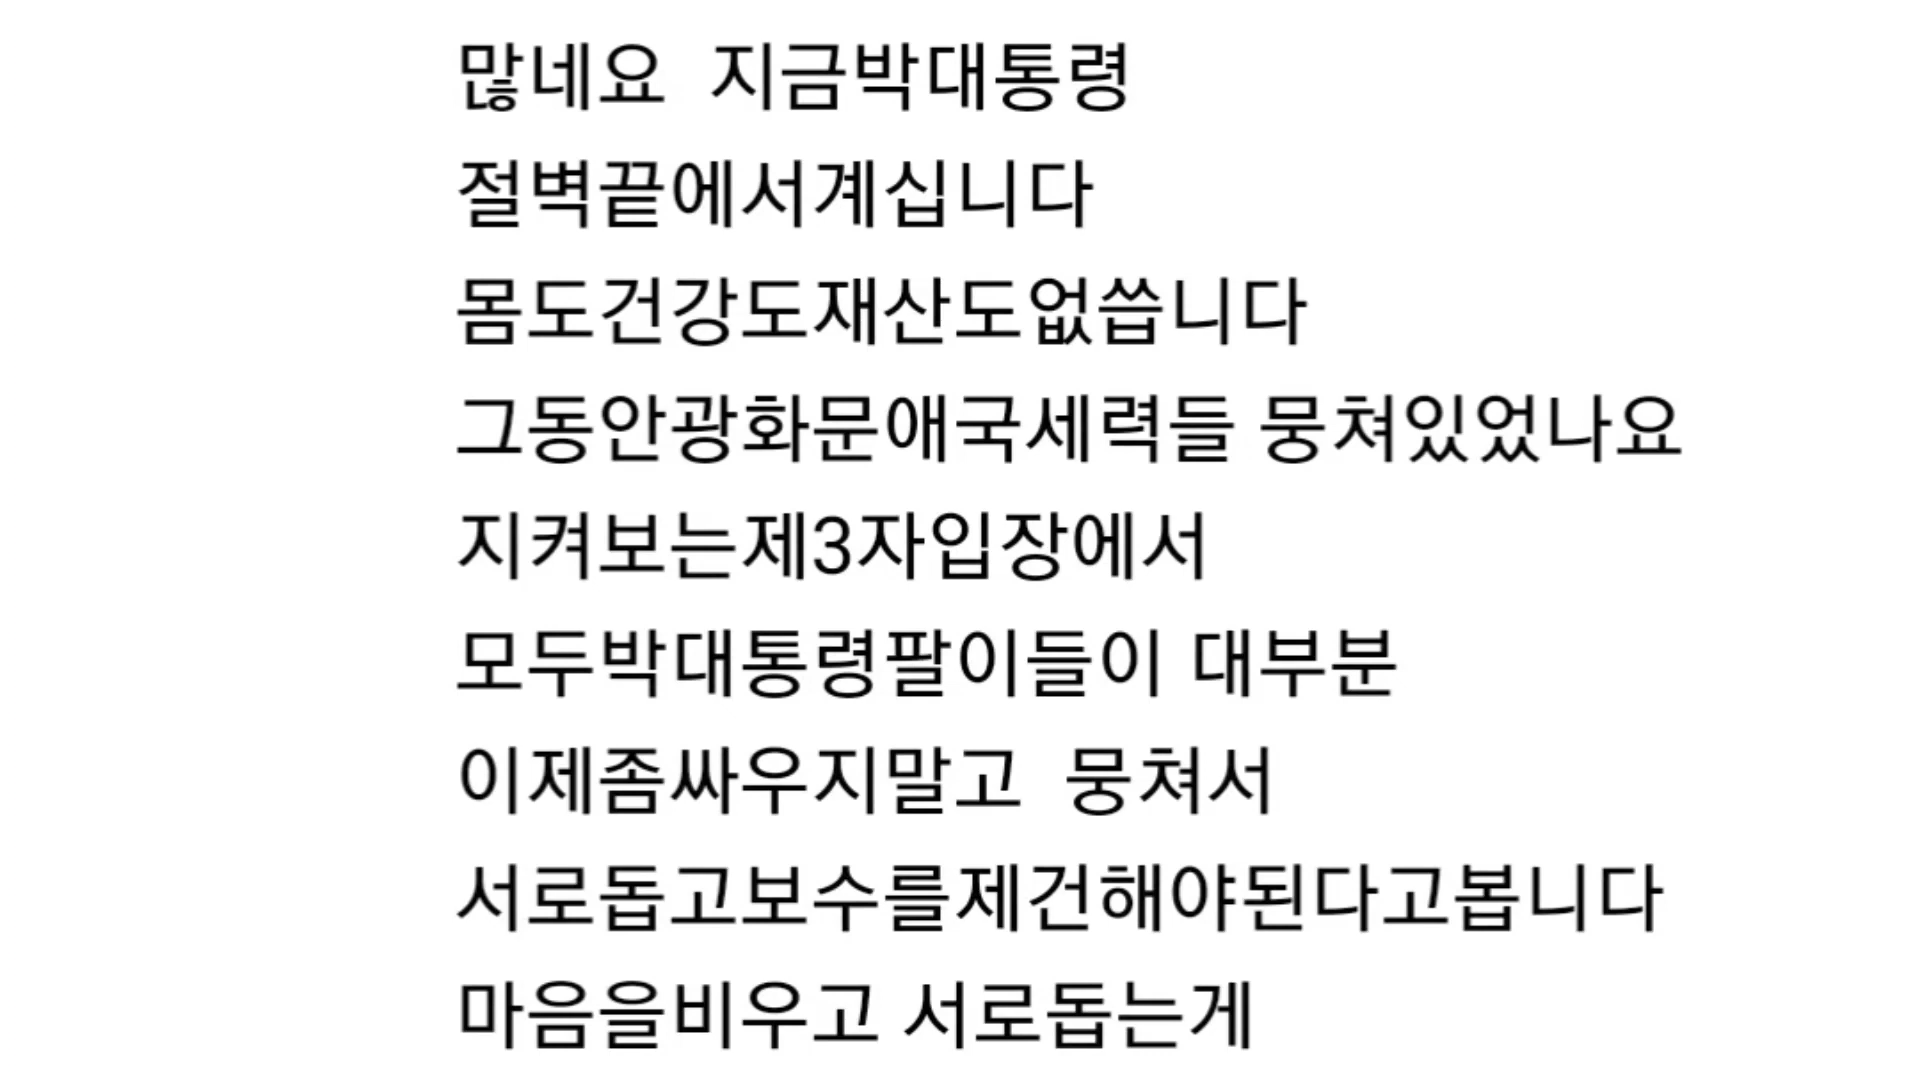 많네요  지금박대통령
절벽끝에서계십니다
몸도건강도재산도없씁니다
그동안광화문애국세력들 뭉쳐있었나요
지켜보는제3자입장에서
모두박대통령팔이들이 대부분
이제좀싸우지말고  뭉쳐서
서로돕고보수를제건해야된다고봅니다
마음을비우고 서로돕는게